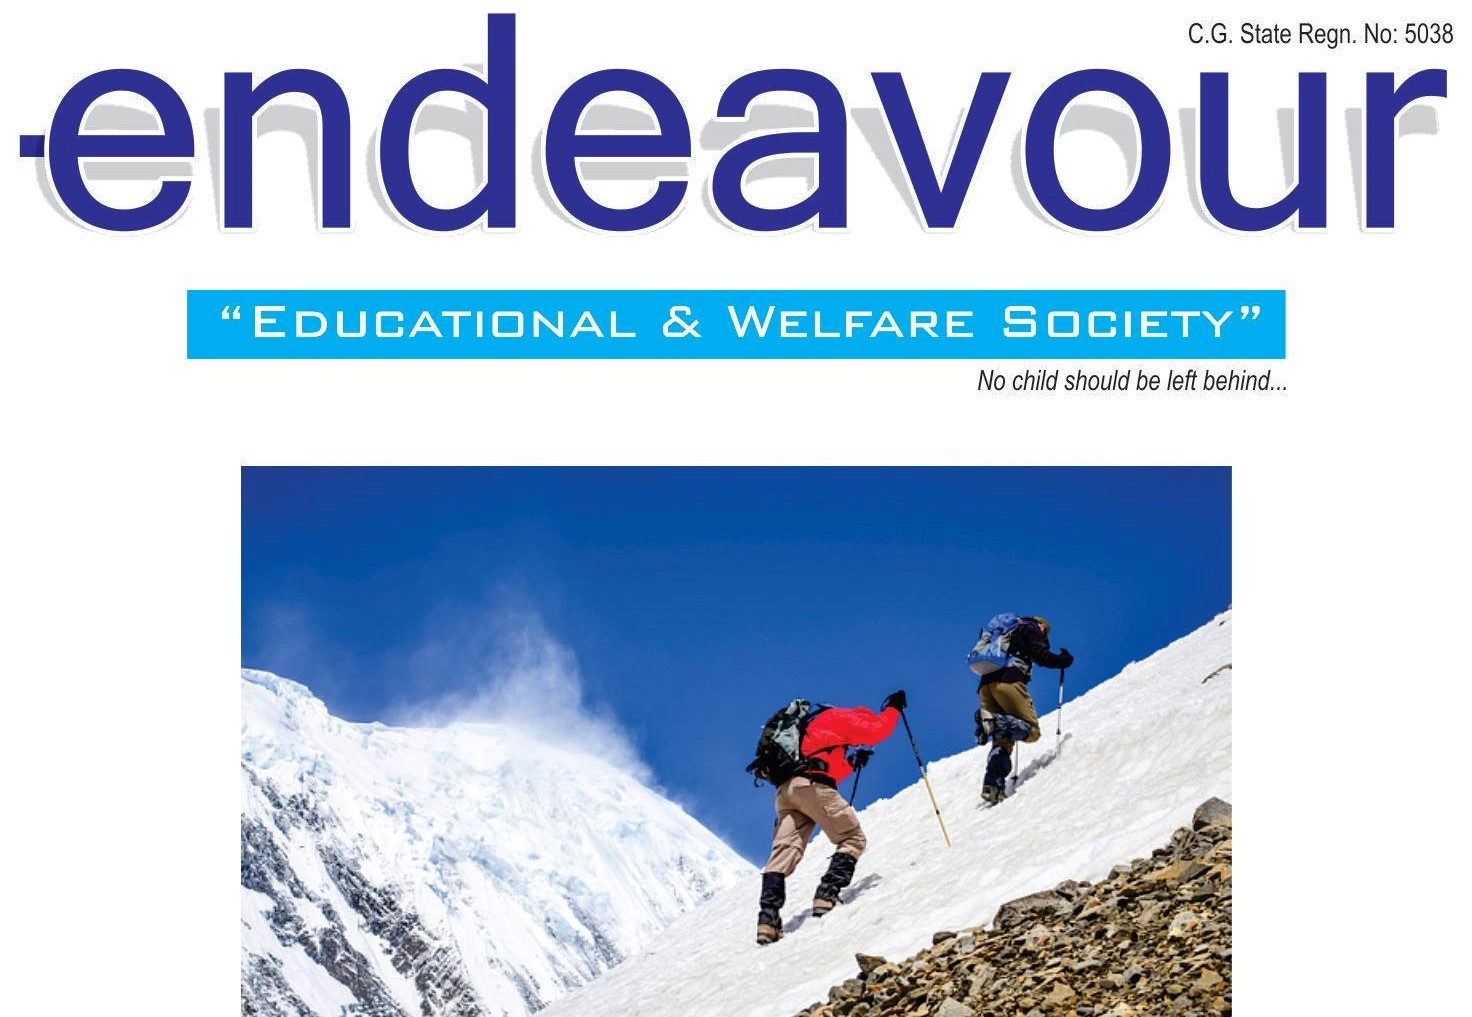 C.G. State Regn. No: 5038
endeavour
“EDUCATIONAL & WELFARE SOCIETY”
No child should be left behind...